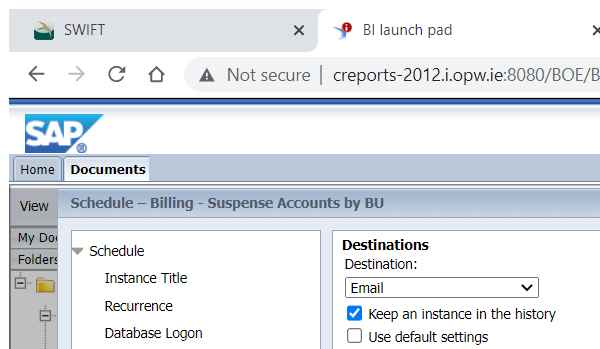 SWIFT
BI launch pad
Not secure | creports-2012.i.opw.ie:8080/BOE/B
SAP®
Home
Documents
View
Schedule – Billing - Suspense Accounts by BU
My Doc
Folders
Schedule
Instance Title
Recurrence
Database Logon
Destinations
Destination:
Email
Keep an instance in the history
Use default settings